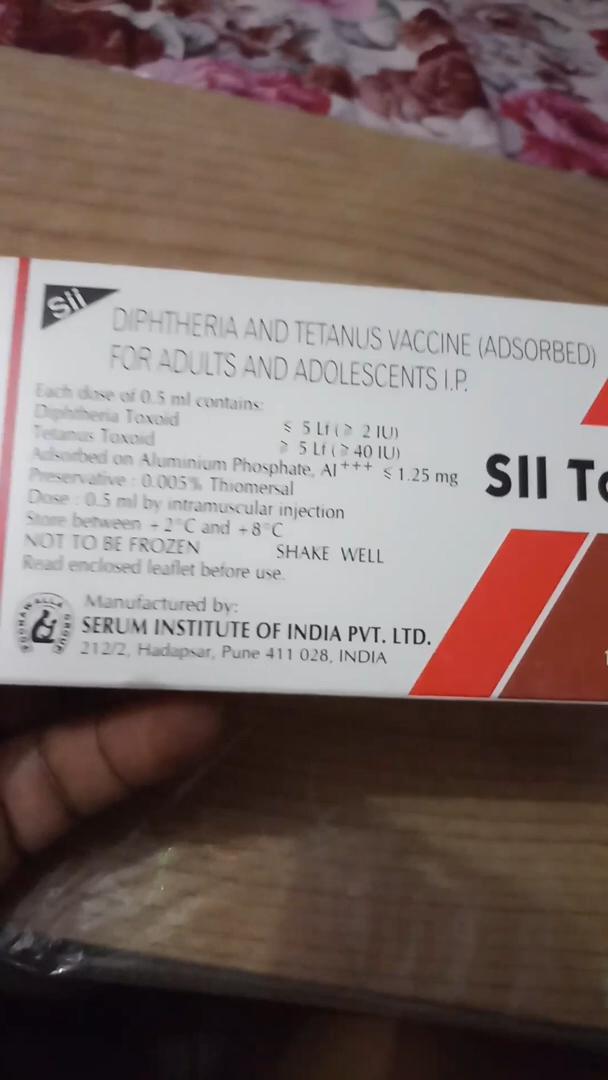 sii
DIPHTHERIA AND TETANUS VACCINE (ADSORBED)
FOR ADULTS AND ADOLESCENTS I.P.
Each dose of 0.5 ml contains:
Diphtheria Toxoid ≤ 5 Lf (≥ 2 IU)
Tetanus Toxoid ≥ 5 Lf (≥ 40 IU)
Adsorbed on Aluminium Phosphate, Al+++ ≤ 1.25 mg
Preservative : 0.005% Thiomersal
Dose : 0.5 ml by intramuscular injection
Store between +2°C and +8°C
NOT TO BE FROZEN SHAKE WELL
Read enclosed leaflet before use.
Manufactured by:
SERUM INSTITUTE OF INDIA PVT. LTD.
212/2, Hadapsar, Pune 411 028, INDIA
SII